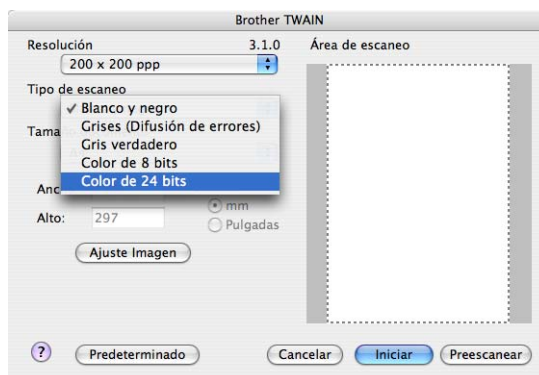 Brother TWAIN
Resolución 3.1.0 Área de escaneo
200 x 200 ppp
Tipo de escaneo
✓ Blanco y negro
Grises (Difusión de errores)
Tama
Gris verdadero
Color de 8 bits
Color de 24 bits
Anc
mm
Alto: 297
Pulgadas
Ajuste Imagen
? Predeterminado Cancelar Iniciar Preescanear